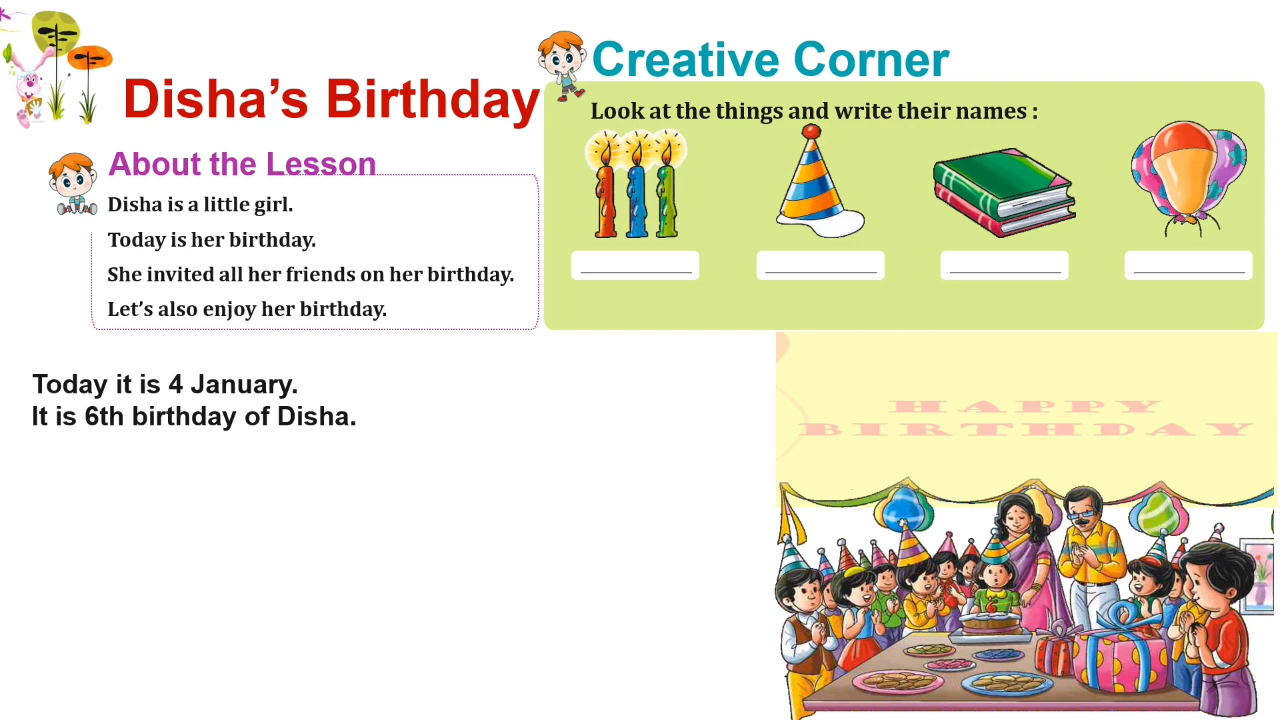 Disha’s Birthday
About the Lesson
Disha is a little girl.
Today is her birthday.
She invited all her friends on her birthday.
Let’s also enjoy her birthday.
Creative Corner
Look at the things and write their names :
Today it is 4 January.
It is 6th birthday of Disha.
HAPPY
BIRTHDAY